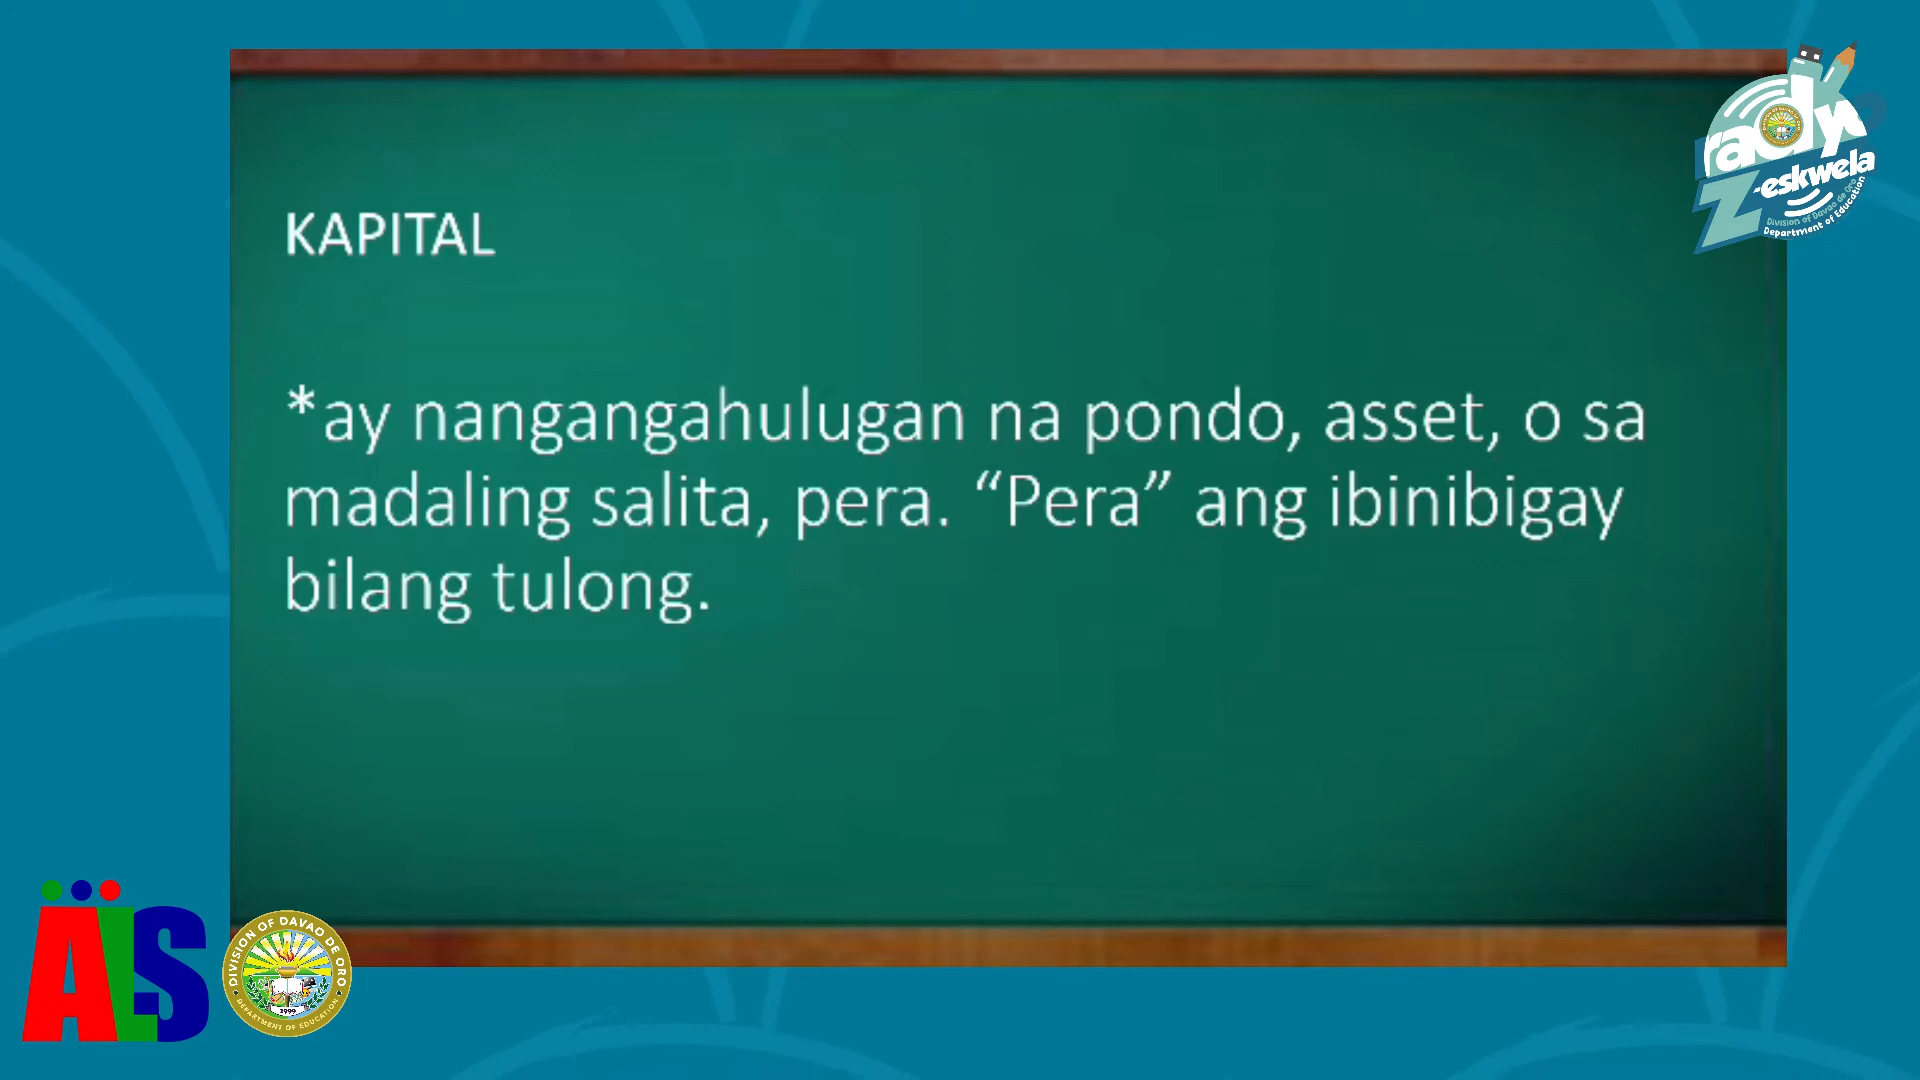 KAPITAL
*ay nangangahulugan na pondo, asset, o sa
madaling salita, pera. “Pera” ang ibinibigay
bilang tulong.
radyo
Z-eskwela
Division of Davao de Oro
Department of Education
ALS
DIVISION OF DAVAO DE ORO
DEPARTMENT OF EDUCATION
1999